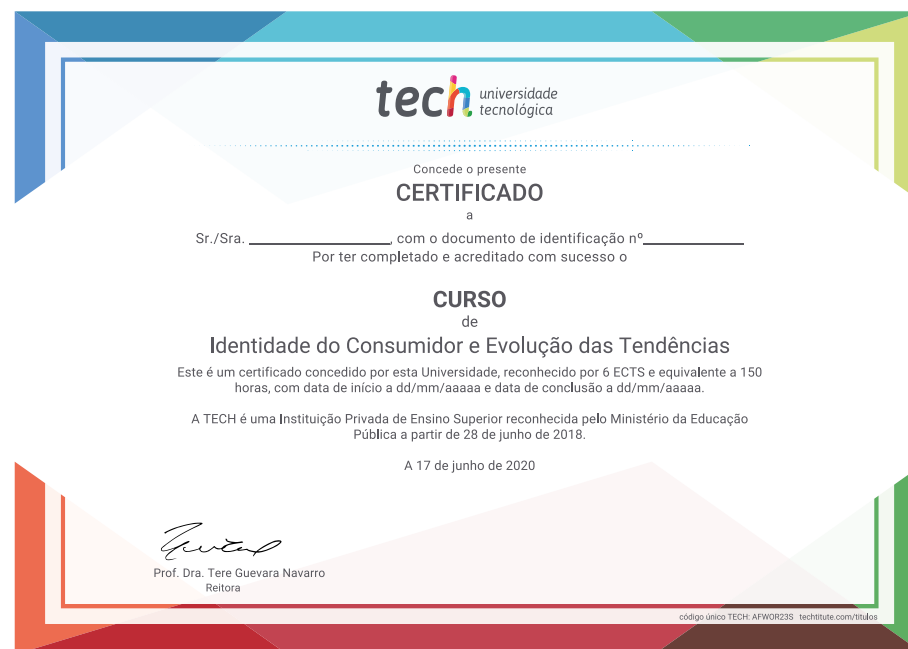 tech universidade
tecnológica
Concede o presente
CERTIFICADO
a
Sr./Sra. ____________________, com o documento de identificação nº______________
Por ter completado e acreditado com sucesso o
CURSO
de
Identidade do Consumidor e Evolução das Tendências
Este é um certificado concedido por esta Universidade, reconhecido por 6 ECTS e equivalente a 150
horas, com data de início a dd/mm/aaaaa e data de conclusão a dd/mm/aaaaa.
A TECH é uma Instituição Privada de Ensino Superior reconhecida pelo Ministério da Educação
Pública a partir de 28 de junho de 2018.
A 17 de junho de 2020
Prof. Dra. Tere Guevara Navarro
Reitora
código único TECH: AFWOR23S techtitute.com/titulos